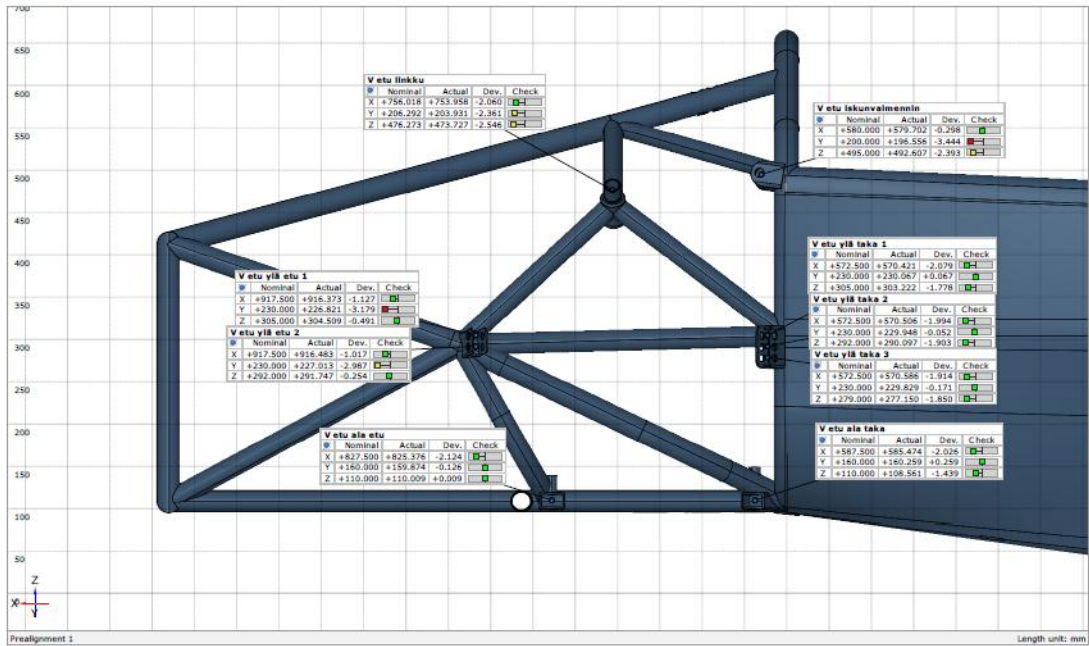 700
650
600
550
500
450
400
350
300
250
200
150
100
50
V etu linkku
Nominal Actual Dev. Check
X +756.018 +753.958 -2.060
Y +206.292 +203.931 -2.361
Z +476.273 +473.727 -2.546
V etu iskunvaimennin
Nominal Actual Dev. Check
X +580.000 +579.702 -0.298
Y +200.000 +196.556 -3.444
Z +495.000 +492.607 -2.393
V etu ylä etu 1
Nominal Actual Dev. Check
X +917.500 +916.373 -1.127
Y +230.000 +226.821 -3.179
Z +305.000 +304.509 -0.491
V etu ylä etu 2
Nominal Actual Dev. Check
X +917.500 +916.483 -1.017
Y +230.000 +227.013 -2.987
Z +292.000 +291.747 -0.254
V etu ylä taka 1
Nominal Actual Dev. Check
X +572.500 +570.421 -2.079
Y +230.000 +230.067 +0.067
Z +305.000 +303.222 -1.778
V etu ylä taka 2
Nominal Actual Dev. Check
X +572.500 +570.506 -1.994
Y +230.000 +229.948 -0.052
Z +292.000 +290.097 -1.903
V etu ylä taka 3
Nominal Actual Dev. Check
X +572.500 +570.586 -1.914
Y +230.000 +229.829 -0.171
Z +279.000 +277.150 -1.850
V etu ala etu
Nominal Actual Dev. Check
X +827.500 +825.376 -2.124
Y +160.000 +159.874 -0.126
Z +110.000 +110.009 +0.009
V etu ala taka
Nominal Actual Dev. Check
X +587.500 +585.474 -2.026
Y +160.000 +160.259 +0.259
Z +110.000 +108.561 -1.439
Z
X
Y
Prealignment 1
Length unit: mm